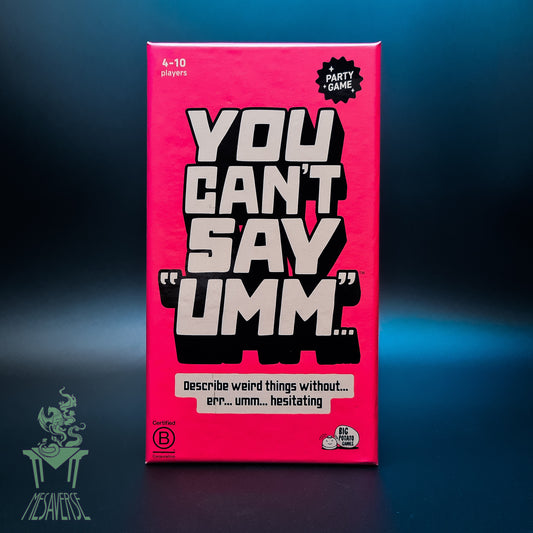 4-10
players
PARTY
GAME
YOU
CAN'T
SAY
"UMM..."
Describe weird things without...
err... umm... hesitating
Certified
B
Corporation
BIG
POTATO
GAMES
MESAVERSE